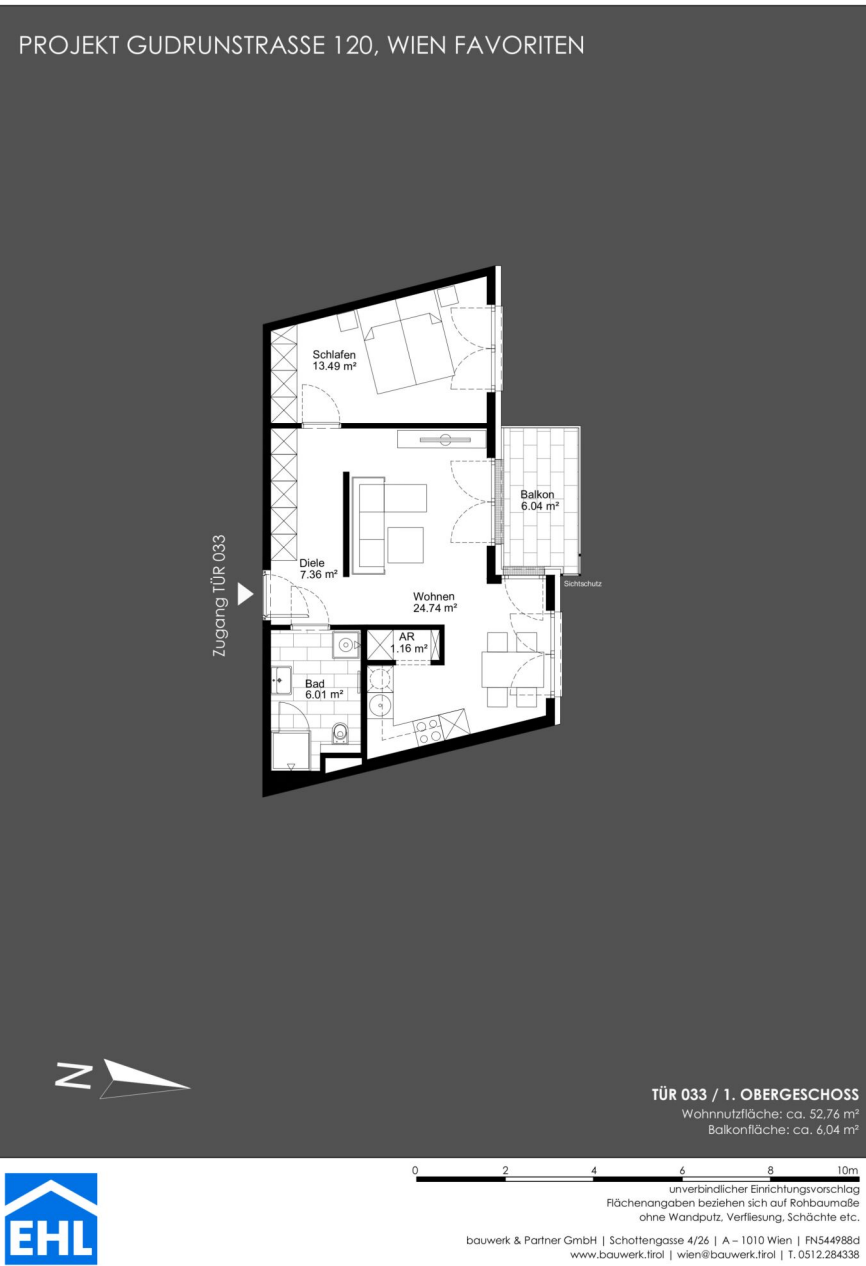 PROJEKT GUDRUNSTRASSE 120, WIEN FAVORITEN
Schlafen
13.49 m²
Balkon
6.04 m²
Zugang TÜR 033
Diele
7.36 m²
Sichtschutz
Wohnen
24.74 m²
AR
1.16 m²
Bad
6.01 m²
N
TÜR 033 / 1. OBERGESCHOSS
Wohnnutzfläche: ca. 52,76 m²
Balkonfläche: ca. 6,04 m²
0 2 4 6 8 10m
unverbindlicher Einrichtungsvorschlag
Flächenangaben beziehen sich auf Rohbaumaße
ohne Wandputz, Verfliesung, Schächte etc.
EHL
bauwerk & Partner GmbH | Schottengasse 4/26 | A – 1010 Wien | FN544988d
www.bauwerk.tirol | wien@bauwerk.tirol | T. 0512.284338